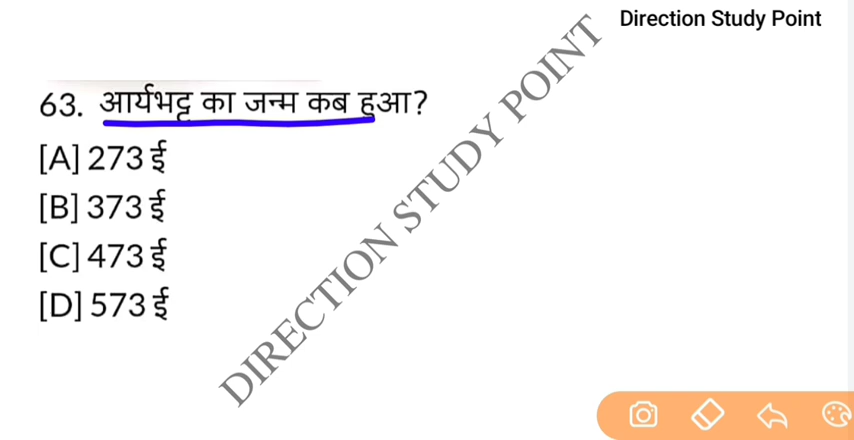 Direction Study Point
63. आर्यभट्ट का जन्म कब हुआ?
[A] 273 ई
[B] 373 ई
[C] 473 ई
[D] 573 ई
DIRECTION STUDY POINT